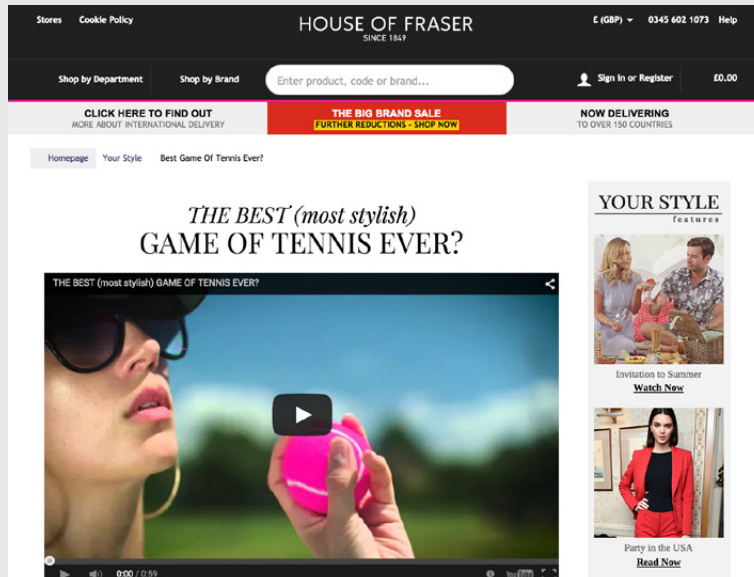 Stores Cookie Policy
HOUSE OF FRASER
SINCE 1849
£ (GBP) 0345 602 1073 Help
Shop by Department Shop by Brand
Enter product, code or brand...
Sign in or Register £0.00
CLICK HERE TO FIND OUT
MORE ABOUT INTERNATIONAL DELIVERY
THE BIG BRAND SALE
FURTHER REDUCTIONS - SHOP NOW
NOW DELIVERING
TO OVER 150 COUNTRIES
Homepage Your Style Best Game Of Tennis Ever?
THE BEST (most stylish)
GAME OF TENNIS EVER?
THE BEST (most stylish) GAME OF TENNIS EVER?
0:00 / 0:59
YouTube
YOUR STYLE
features
Invitation to Summer
Watch Now
Party in the USA
Read Now